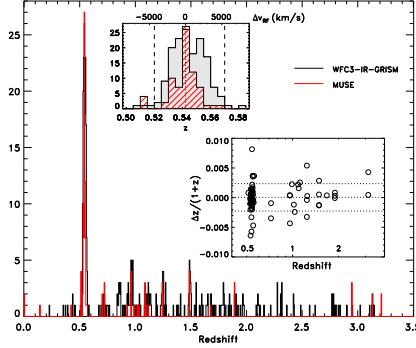 −5000 0 5000 Δv_RF (km/s)
25
20
15
10
5
0.50 0.52 0.54 0.56 0.58
z
WFC3−IR−GRISM
MUSE
25
20
15
10
5
0
0.010
0.005
0.000
−0.005
−0.010
Δz/(1+z)
0.5 1 2
Redshift
0.0 0.5 1.0 1.5 2.0 2.5 3.0 3.5
Redshift